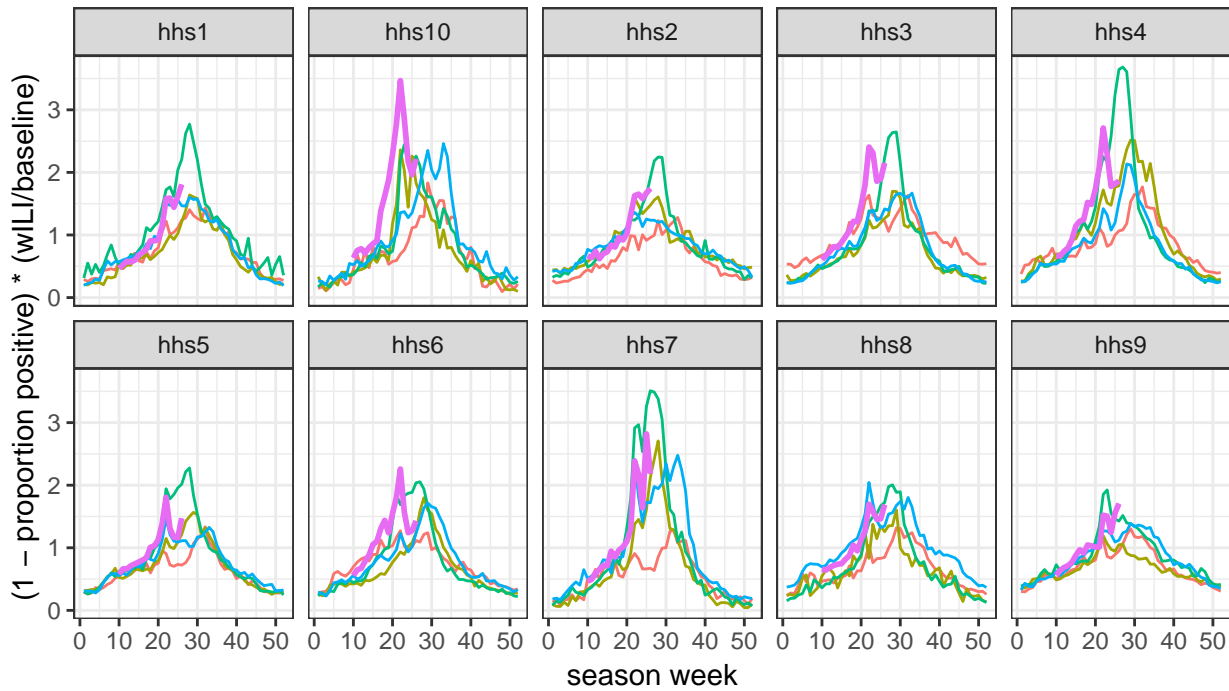 hhs1 hhs10 hhs2 hhs3 hhs4
3
2
1
0
hhs5 hhs6 hhs7 hhs8 hhs9
3
2
1
0
0 10 20 30 40 50 0 10 20 30 40 50 0 10 20 30 40 50 0 10 20 30 40 50 0 10 20 30 40 50
season week
(1 − proportion positive) * (wILI/baseline)